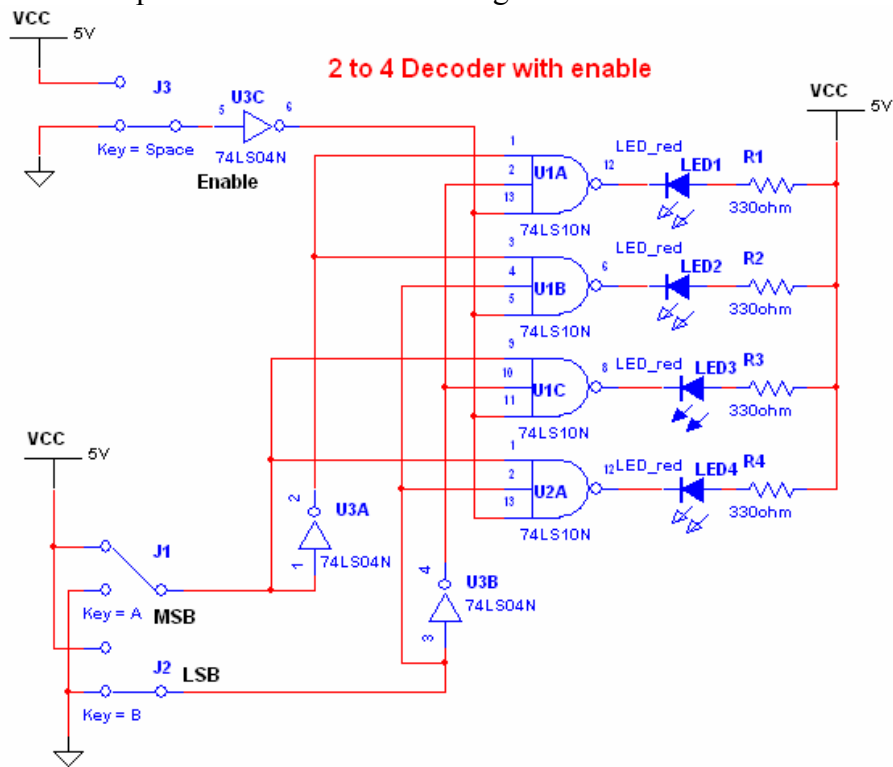 VCC
5V
J3
Key = Space
5
U3C
6
74LS04N
Enable
2 to 4 Decoder with enable
VCC
5V
1
2
13
U1A
12
74LS10N
LED_red
LED1
R1
330ohm
3
4
5
U1B
6
74LS10N
LED_red
LED2
R2
330ohm
9
10
11
U1C
8
74LS10N
LED_red
LED3
R3
330ohm
1
2
13
U2A
12
74LS10N
LED_red
LED4
R4
330ohm
VCC
5V
J1
Key = A
MSB
J2
LSB
Key = B
2
U3A
1
74LS04N
4
U3B
3
74LS04N